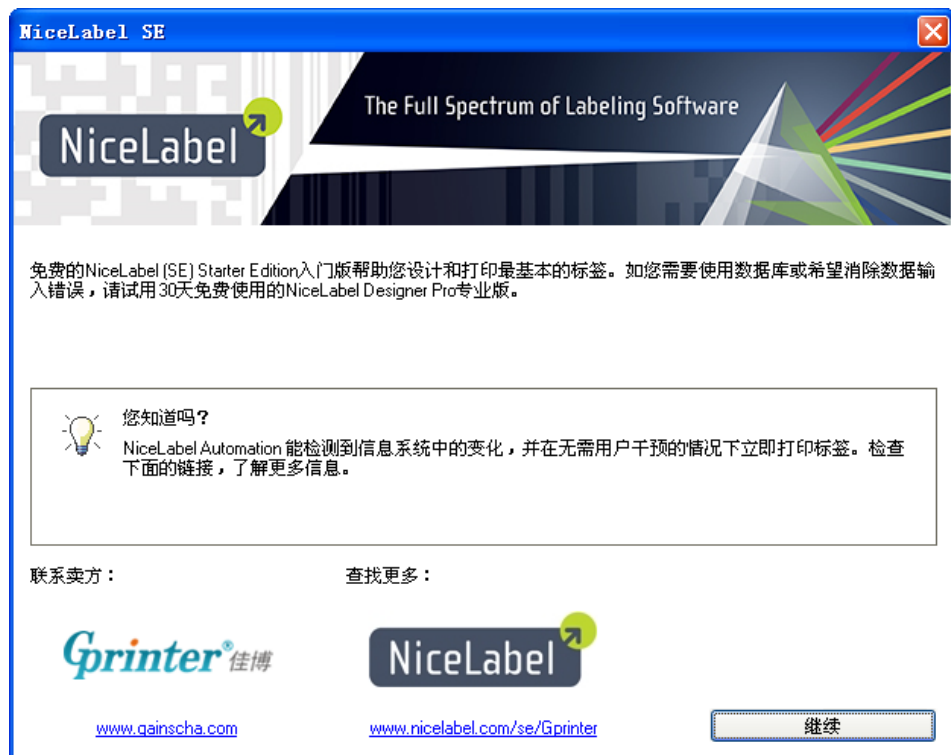 NiceLabel SE
NiceLabel
The Full Spectrum of Labeling Software
免费的NiceLabel (SE) Starter Edition入门版帮助您设计和打印最基本的标签。如您需要使用数据库或希望消除数据输
入错误，请试用30天免费使用的NiceLabel Designer Pro专业版。
您知道吗?
NiceLabel Automation 能检测到信息系统中的变化，并在无需用户干预的情况下立即打印标签。检查
下面的链接，了解更多信息。
联系卖方：
查找更多：
Gprinter®佳博
NiceLabel
www.gainscha.com
www.nicelabel.com/se/Gprinter
继续